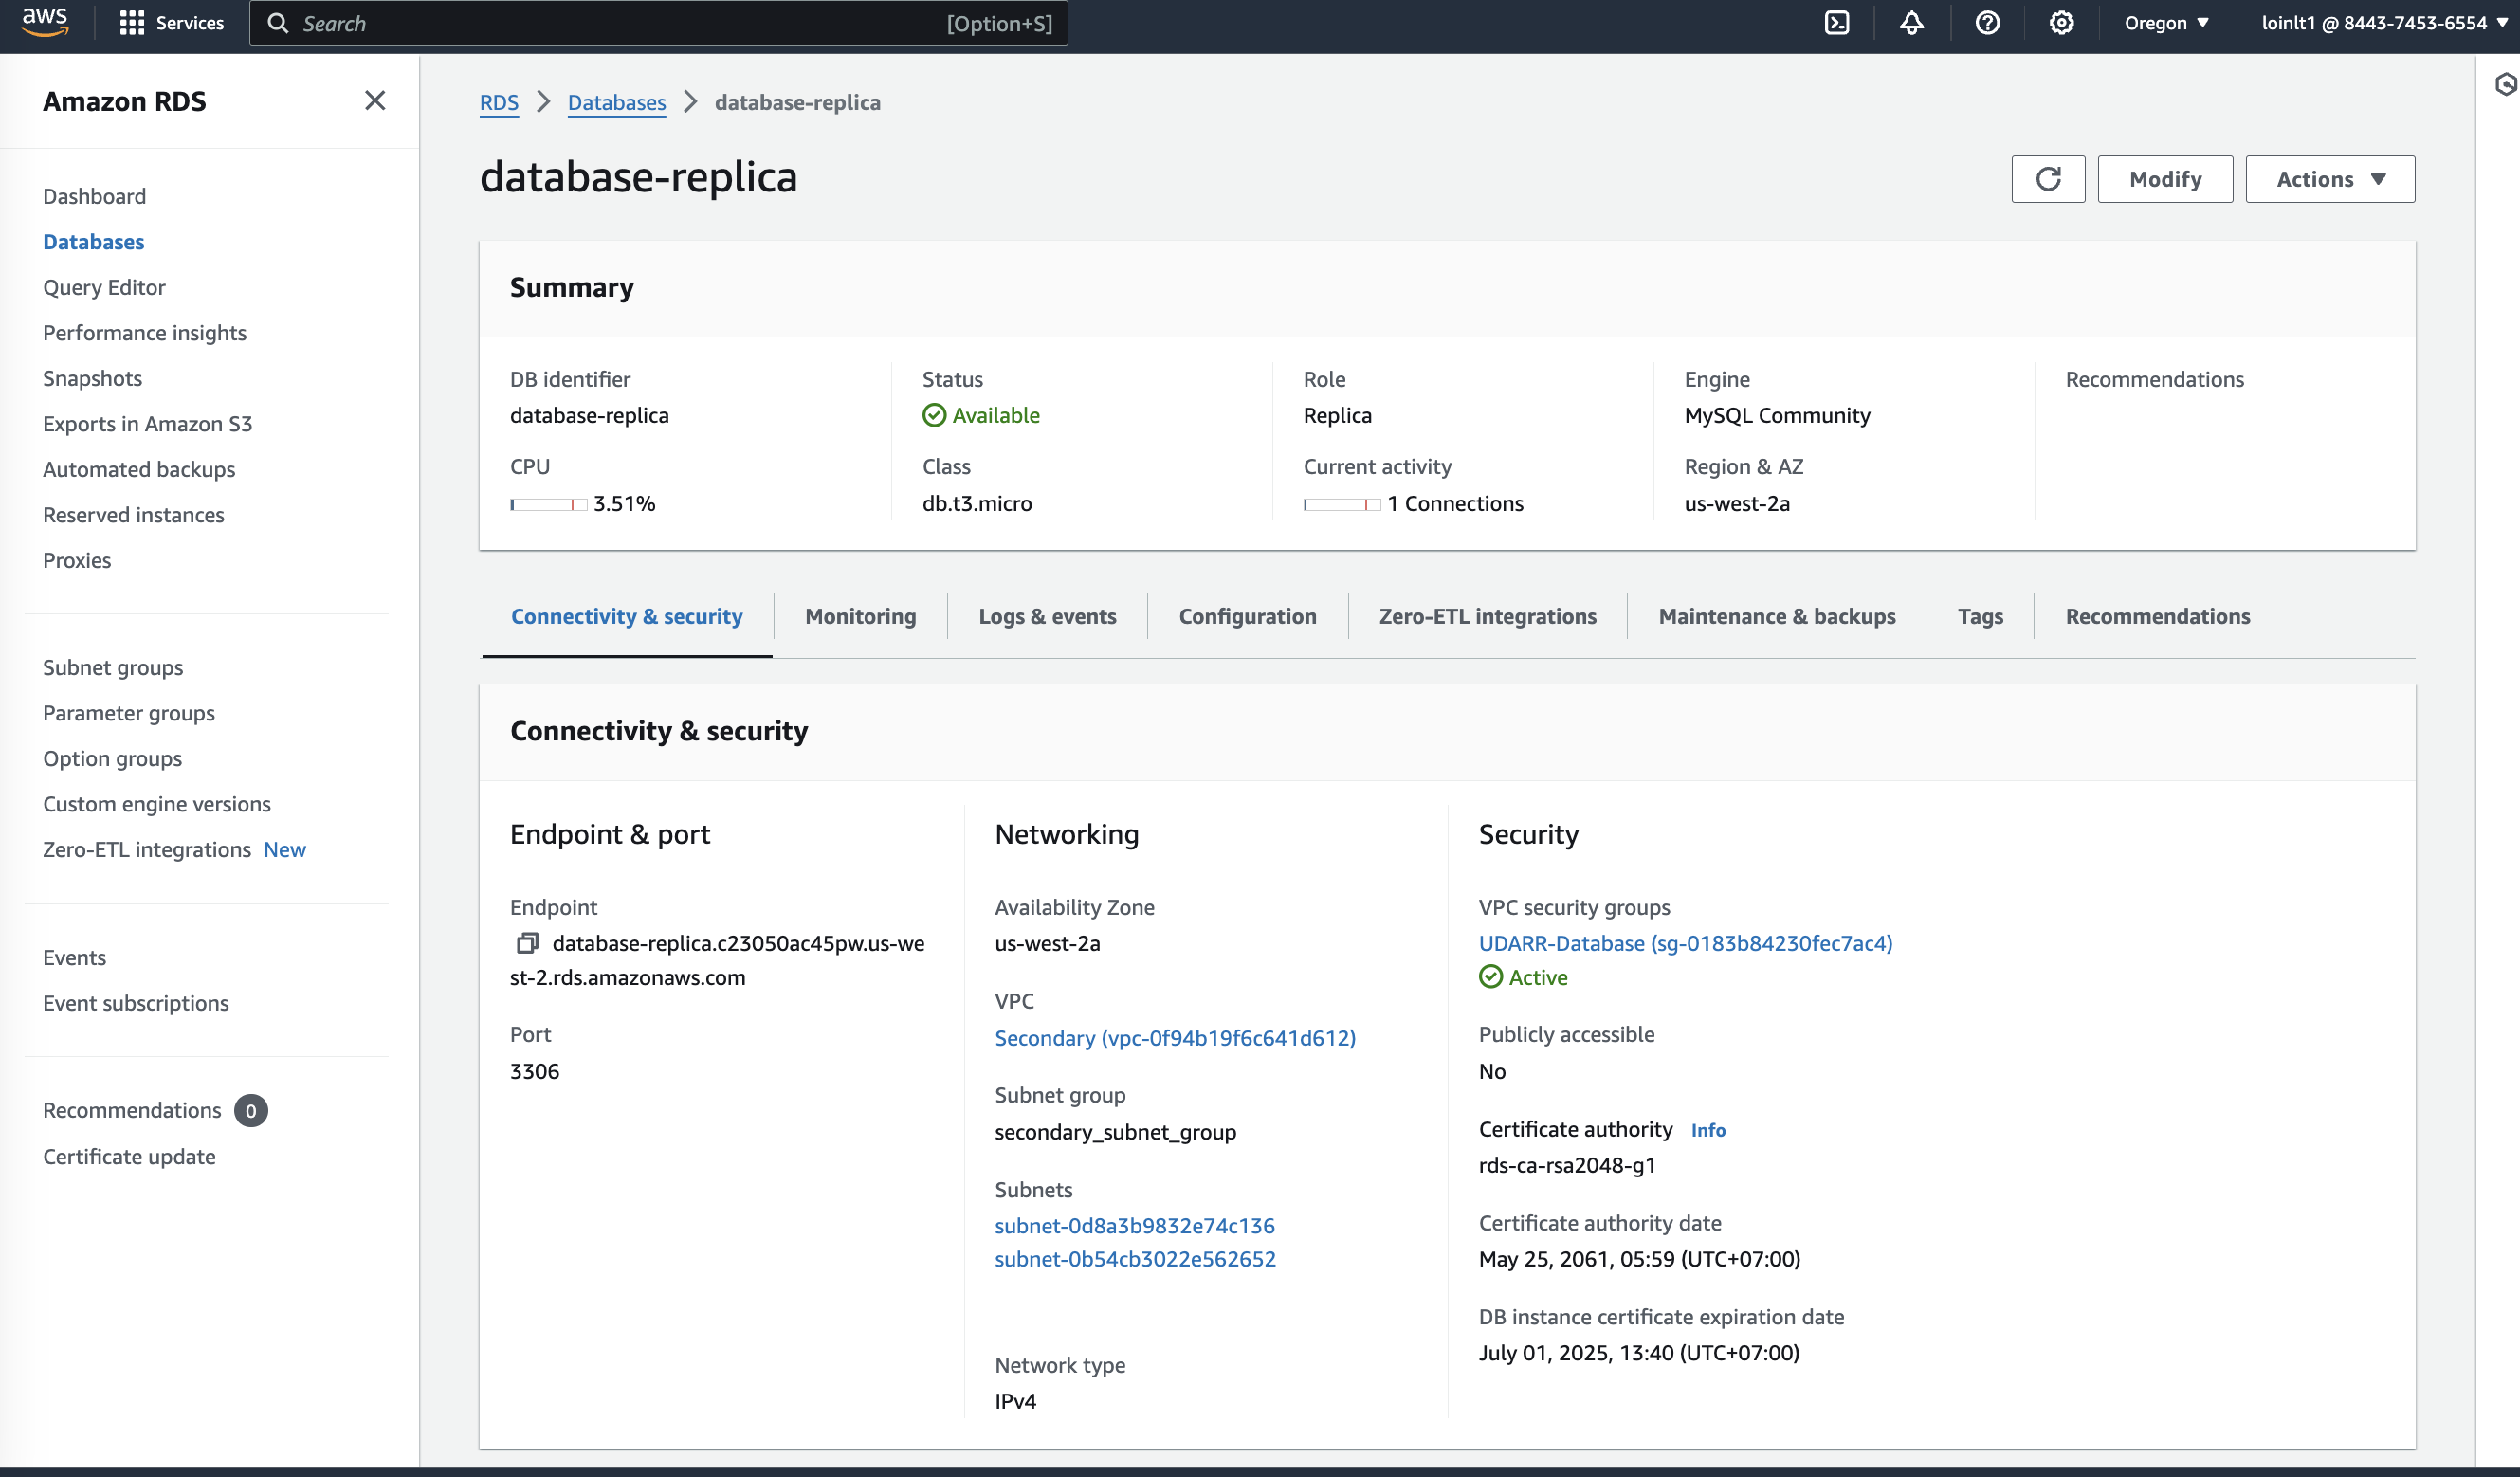 aws
Services
Search
[Option+S]
Oregon
loinlt1 @ 8443-7453-6554
Amazon RDS
Dashboard
Databases
Query Editor
Performance insights
Snapshots
Exports in Amazon S3
Automated backups
Reserved instances
Proxies
Subnet groups
Parameter groups
Option groups
Custom engine versions
Zero-ETL integrations New
Events
Event subscriptions
Recommendations 0
Certificate update
RDS > Databases > database-replica
database-replica
Modify
Actions
Summary
DB identifier
database-replica
CPU
3.51%
Status
Available
Class
db.t3.micro
Role
Replica
Current activity
1 Connections
Engine
MySQL Community
Region & AZ
us-west-2a
Recommendations
Connectivity & security
Monitoring
Logs & events
Configuration
Zero-ETL integrations
Maintenance & backups
Tags
Recommendations
Connectivity & security
Endpoint & port
Endpoint
database-replica.c23050ac45pw.us-we
st-2.rds.amazonaws.com
Port
3306
Networking
Availability Zone
us-west-2a
VPC
Secondary (vpc-0f94b19f6c641d612)
Subnet group
secondary_subnet_group
Subnets
subnet-0d8a3b9832e74c136
subnet-0b54cb3022e562652
Network type
IPv4
Security
VPC security groups
UDARR-Database (sg-0183b84230fec7ac4)
Active
Publicly accessible
No
Certificate authority Info
rds-ca-rsa2048-g1
Certificate authority date
May 25, 2061, 05:59 (UTC+07:00)
DB instance certificate expiration date
July 01, 2025, 13:40 (UTC+07:00)